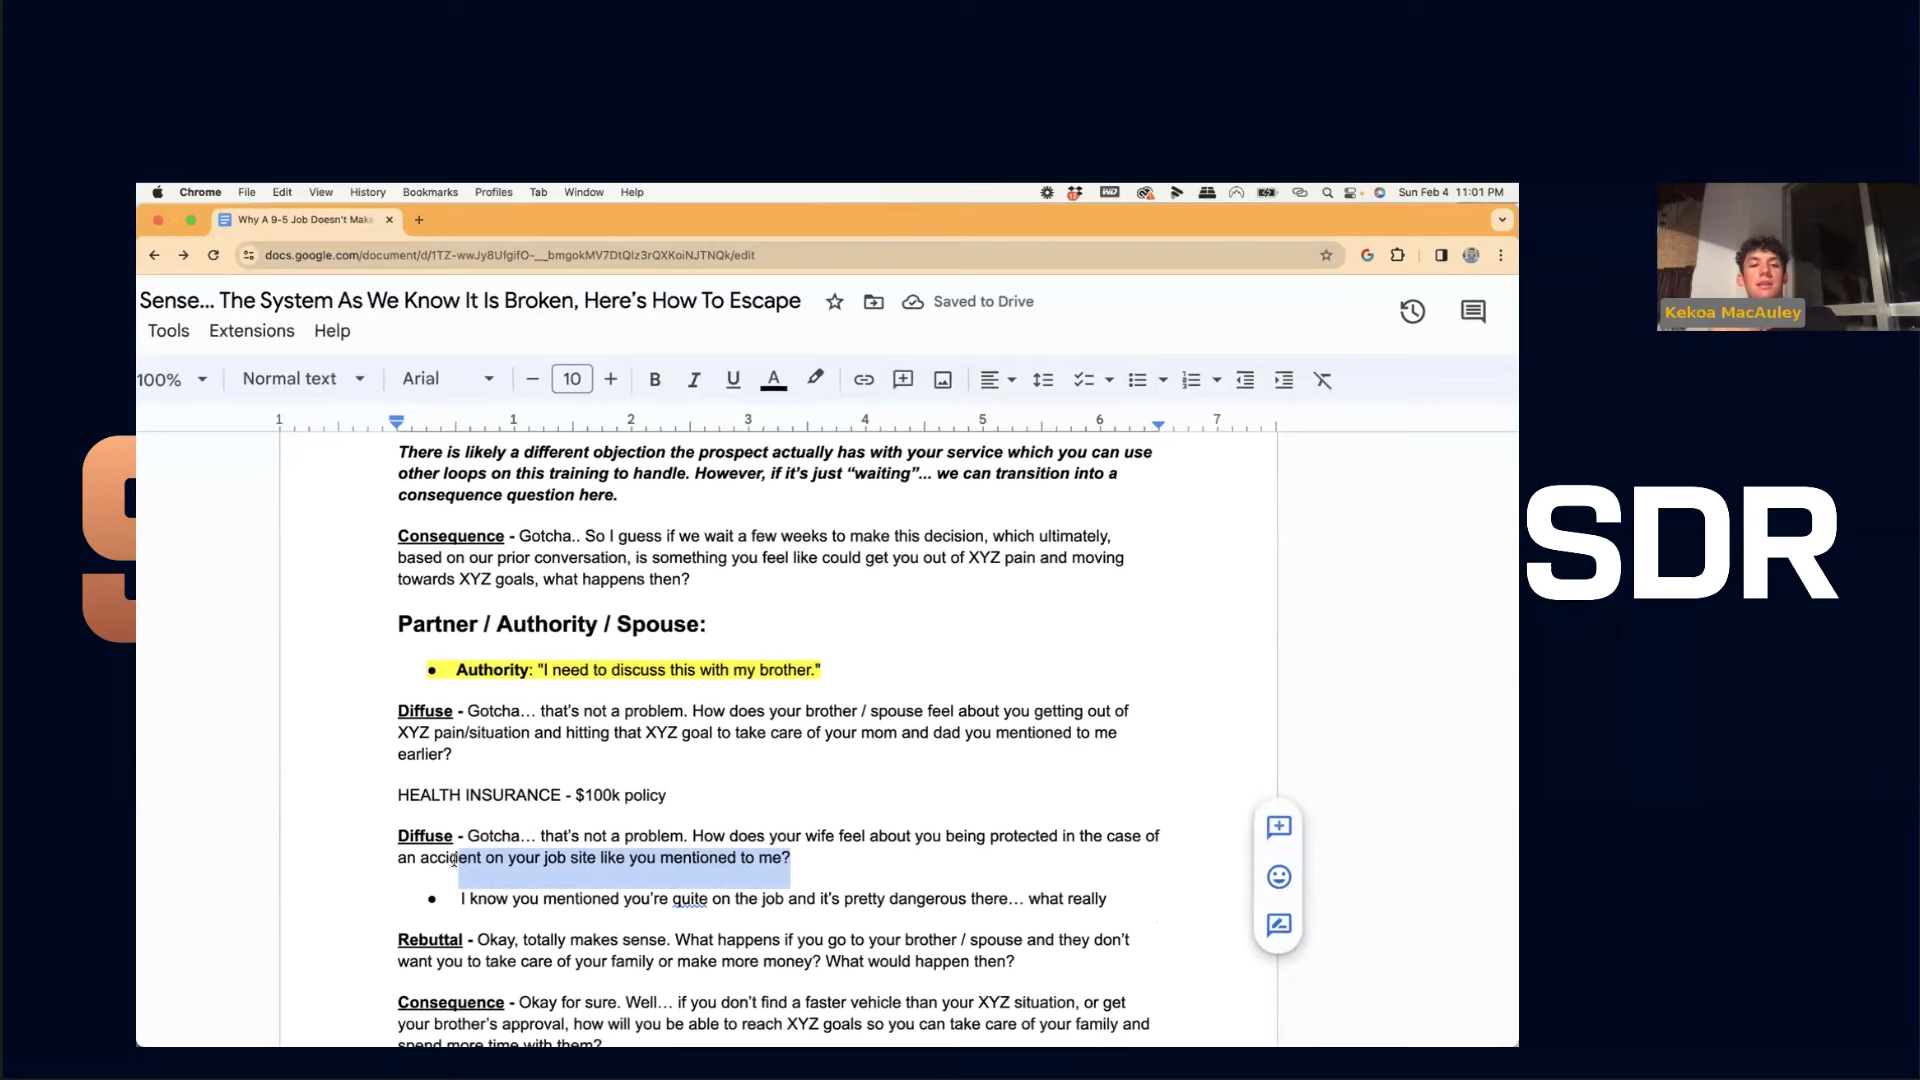 Chrome File Edit View History Bookmarks Profiles Tab Window Help
WD
Sun Feb 4 11:01 PM
Why A 9-5 Job Doesn't Make
docs.google.com/document/d/1TZ-wwJy8UfgifO-__bmgokMV7DtQIz3rQXKoiNJTNQk/edit
Sense... The System As We Know It Is Broken, Here's How To Escape
Saved to Drive
Tools Extensions Help
100% Normal text Arial 10 B I U A
1 1 2 3 4 5 6 7
There is likely a different objection the prospect actually has with your service which you can use
other loops on this training to handle. However, if it's just “waiting”... we can transition into a
consequence question here.
Consequence - Gotcha.. So I guess if we wait a few weeks to make this decision, which ultimately,
based on our prior conversation, is something you feel like could get you out of XYZ pain and moving
towards XYZ goals, what happens then?
Partner / Authority / Spouse:
● Authority: "I need to discuss this with my brother."
Diffuse - Gotcha… that's not a problem. How does your brother / spouse feel about you getting out of
XYZ pain/situation and hitting that XYZ goal to take care of your mom and dad you mentioned to me
earlier?
HEALTH INSURANCE - $100k policy
Diffuse - Gotcha… that's not a problem. How does your wife feel about you being protected in the case of
an accident on your job site like you mentioned to me?
● I know you mentioned you're quite on the job and it's pretty dangerous there… what really
Rebuttal - Okay, totally makes sense. What happens if you go to your brother / spouse and they don't
want you to take care of your family or make more money? What would happen then?
Consequence - Okay for sure. Well… if you don't find a faster vehicle than your XYZ situation, or get
your brother's approval, how will you be able to reach XYZ goals so you can take care of your family and
spend more time with them?
Kekoa MacAuley
SDR